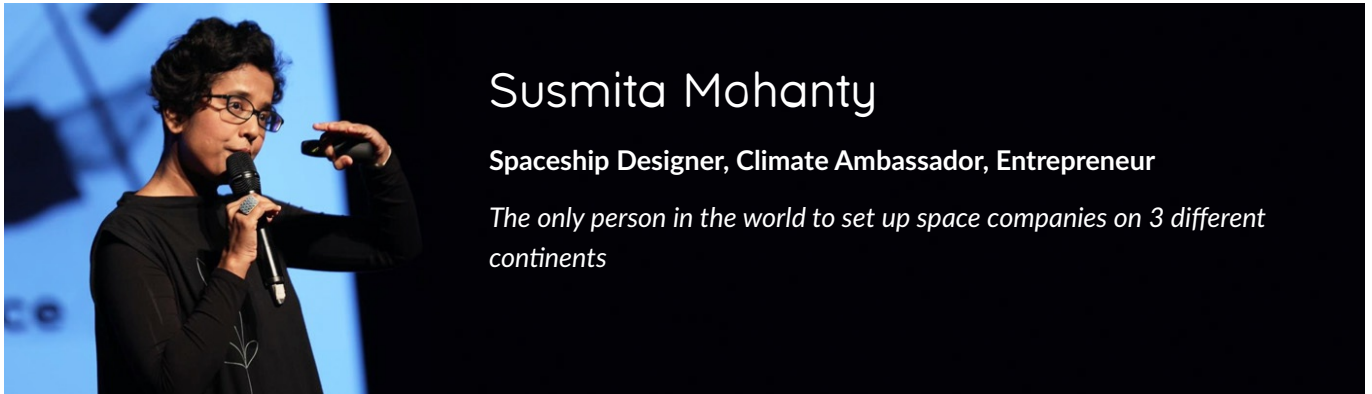 Susmita Mohanty
Spaceship Designer, Climate Ambassador, Entrepreneur
The only person in the world to set up space companies on 3 different
continents
ce